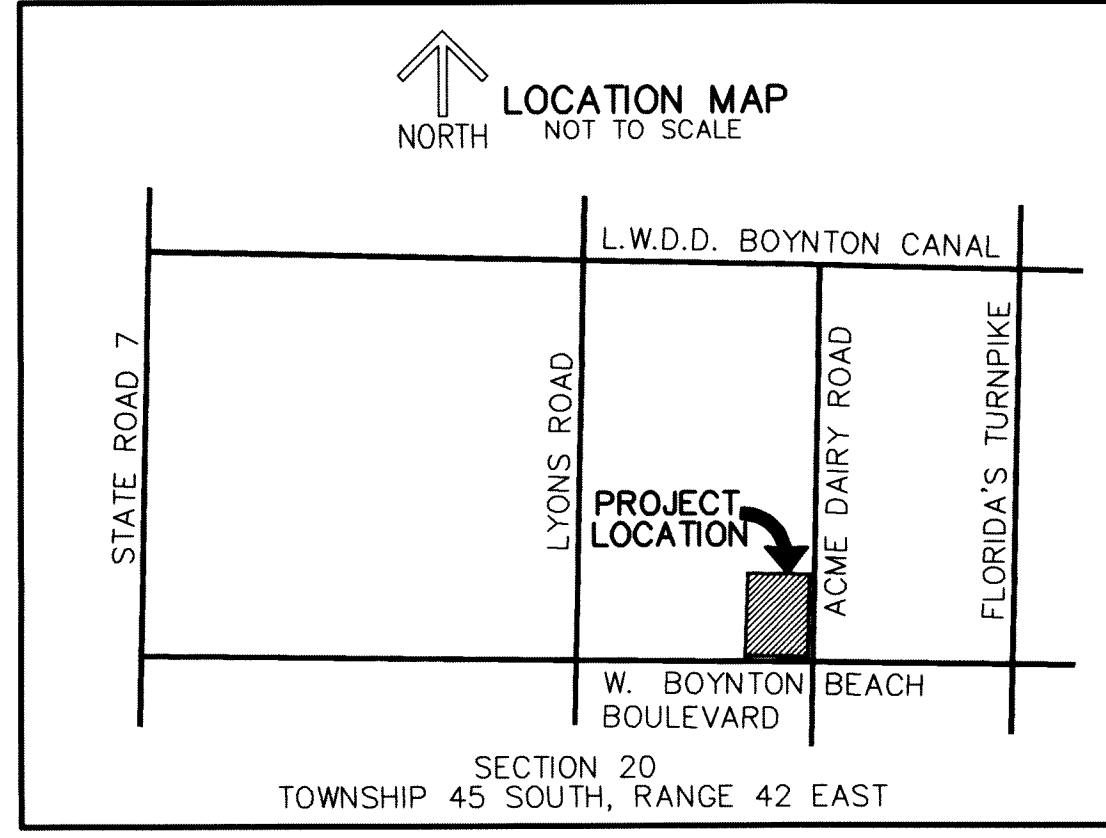 LOCATION MAP
NOT TO SCALE
NORTH
L.W.D.D. BOYNTON CANAL
STATE ROAD 7
LYONS ROAD
ACME DAIRY ROAD
FLORIDA'S TURNPIKE
PROJECT
LOCATION
W. BOYNTON BEACH
BOULEVARD
SECTION 20
TOWNSHIP 45 SOUTH, RANGE 42 EAST